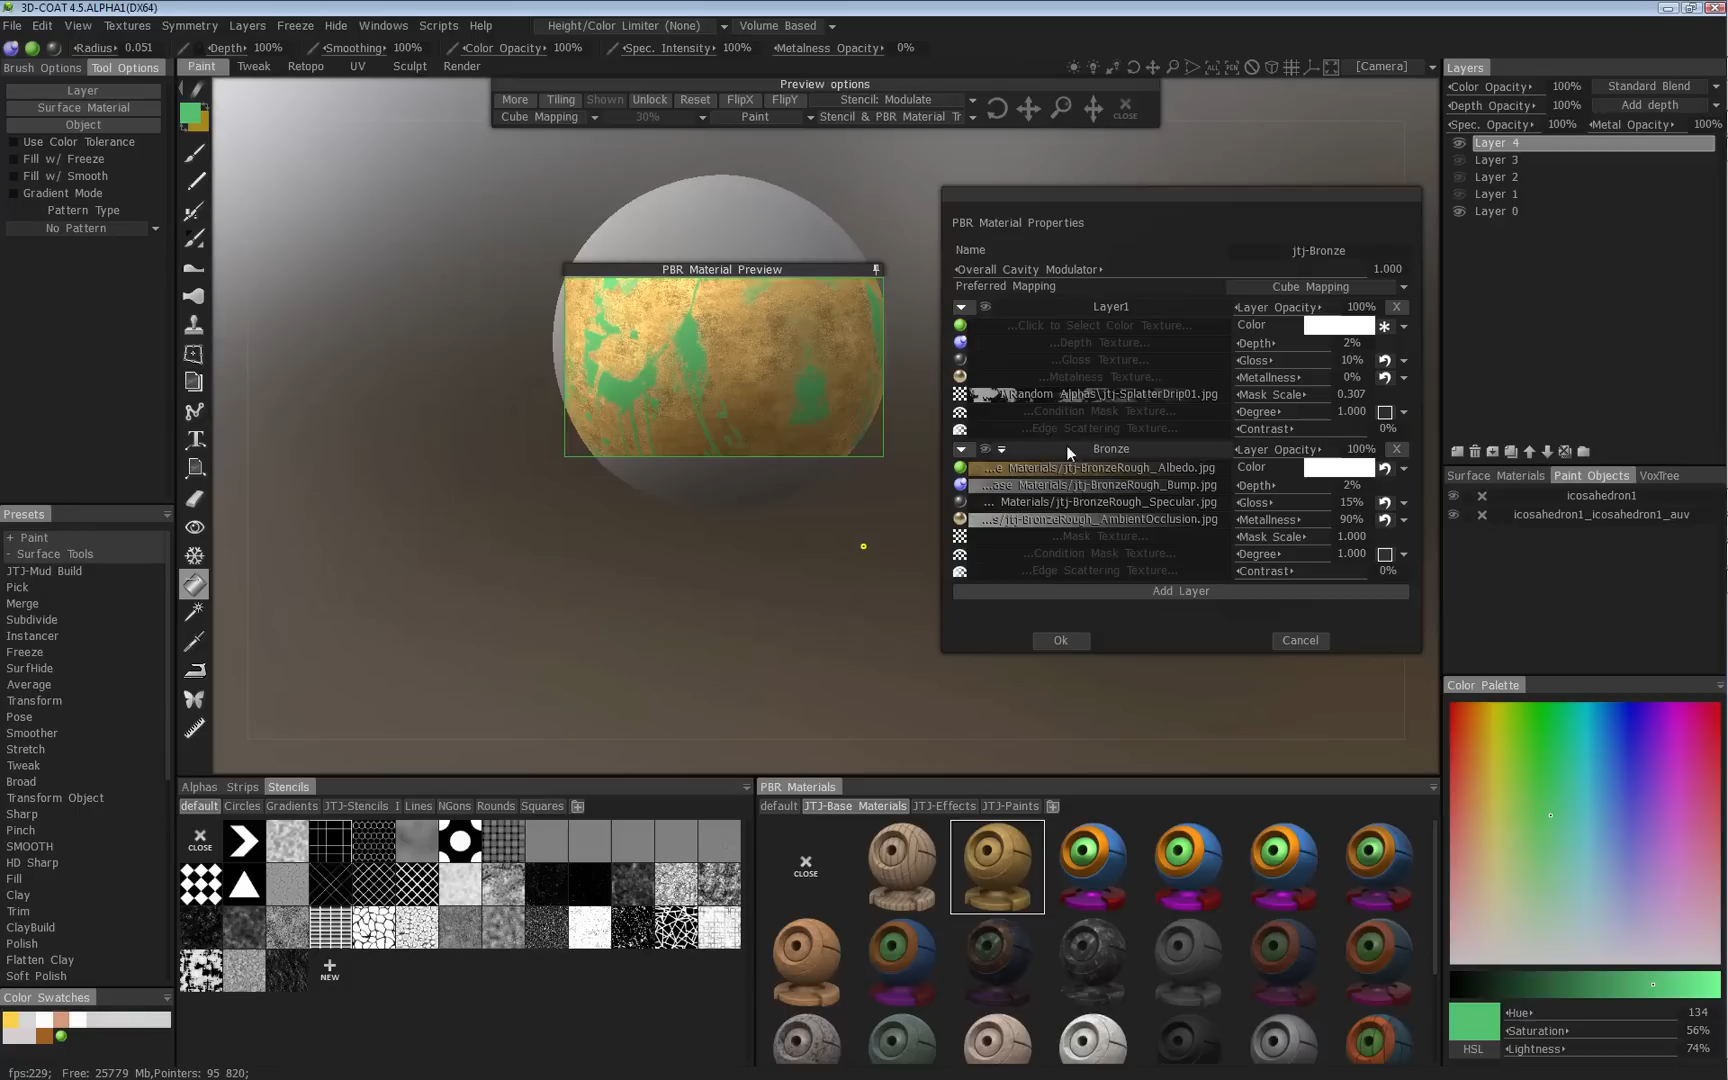 3D-COAT 4.5.ALPHA1(DX64)
File Edit View Textures Symmetry Layers Freeze Hide Windows Scripts Help Height/Color Limiter (None) Volume Based
Radius 0.051 Depth 100% Smoothing 100% Color Opacity 100% Spec. Intensity 100% Metalness Opacity 0%
Brush Options Tool Options Paint Tweak Retopo UV Sculpt Render [Camera] Layers
Layer
Surface Material
Object
Use Color Tolerance
Fill w/ Freeze
Fill w/ Smooth
Gradient Mode
Pattern Type
No Pattern
Preview options
More Tiling Shown Unlock Reset FlipX FlipY Stencil: Modulate
Cube Mapping 30% Paint Stencil & PBR Material Tr CLOSE
Color Opacity 100% Standard Blend
Depth Opacity 100% Add depth
Spec. Opacity 100% Metal Opacity 100%
Layer 4
Layer 3
Layer 2
Layer 1
Layer 0
PBR Material Preview
PBR Material Properties
Name jtj-Bronze
Overall Cavity Modulator 1.000
Preferred Mapping Cube Mapping
Layer1 Layer Opacity 100% X
...Click to Select Color Texture... Color
...Depth Texture... Depth 2%
...Gloss Texture... Gloss 10%
...Metalness Texture... Metallness 0%
Random Alphas\jtj-SplatterDrip01.jpg Mask Scale 0.307
...Condition Mask Texture... Degree 1.000
...Edge Scattering Texture... Contrast 0%
Bronze Layer Opacity 100% X
...e Materials/jtj-BronzeRough_Albedo.jpg Color
...ase Materials/jtj-BronzeRough_Bump.jpg Depth 2%
... Materials/jtj-BronzeRough_Specular.jpg Gloss 15%
...s/jtj-BronzeRough_AmbientOcclusion.jpg Metallness 90%
...Mask Texture... Mask Scale 1.000
...Condition Mask Texture... Degree 1.000
...Edge Scattering Texture... Contrast 0%
Add Layer
Ok Cancel
Surface Materials Paint Objects VoxTree
icosahedron1
icosahedron1_icosahedron1_auv
Presets
+ Paint
- Surface Tools
JTJ-Mud Build
Pick
Merge
Subdivide
Instancer
Freeze
SurfHide
Average
Transform
Pose
Smoother
Stretch
Tweak
Broad
Transform Object
Sharp
Pinch
SMOOTH
HD Sharp
Fill
Clay
Trim
ClayBuild
Polish
Flatten Clay
Soft Polish
Color Swatches
Alphas Strips Stencils
default Circles Gradients JTJ-Stencils I Lines NGons Rounds Squares
CLOSE
NEW
PBR Materials
default JTJ-Base Materials JTJ-Effects JTJ-Paints
CLOSE
Color Palette
Hue 134
Saturation 56%
HSL Lightness 74%
fps:229; Free: 25779 Mb,Pointers: 95 820;